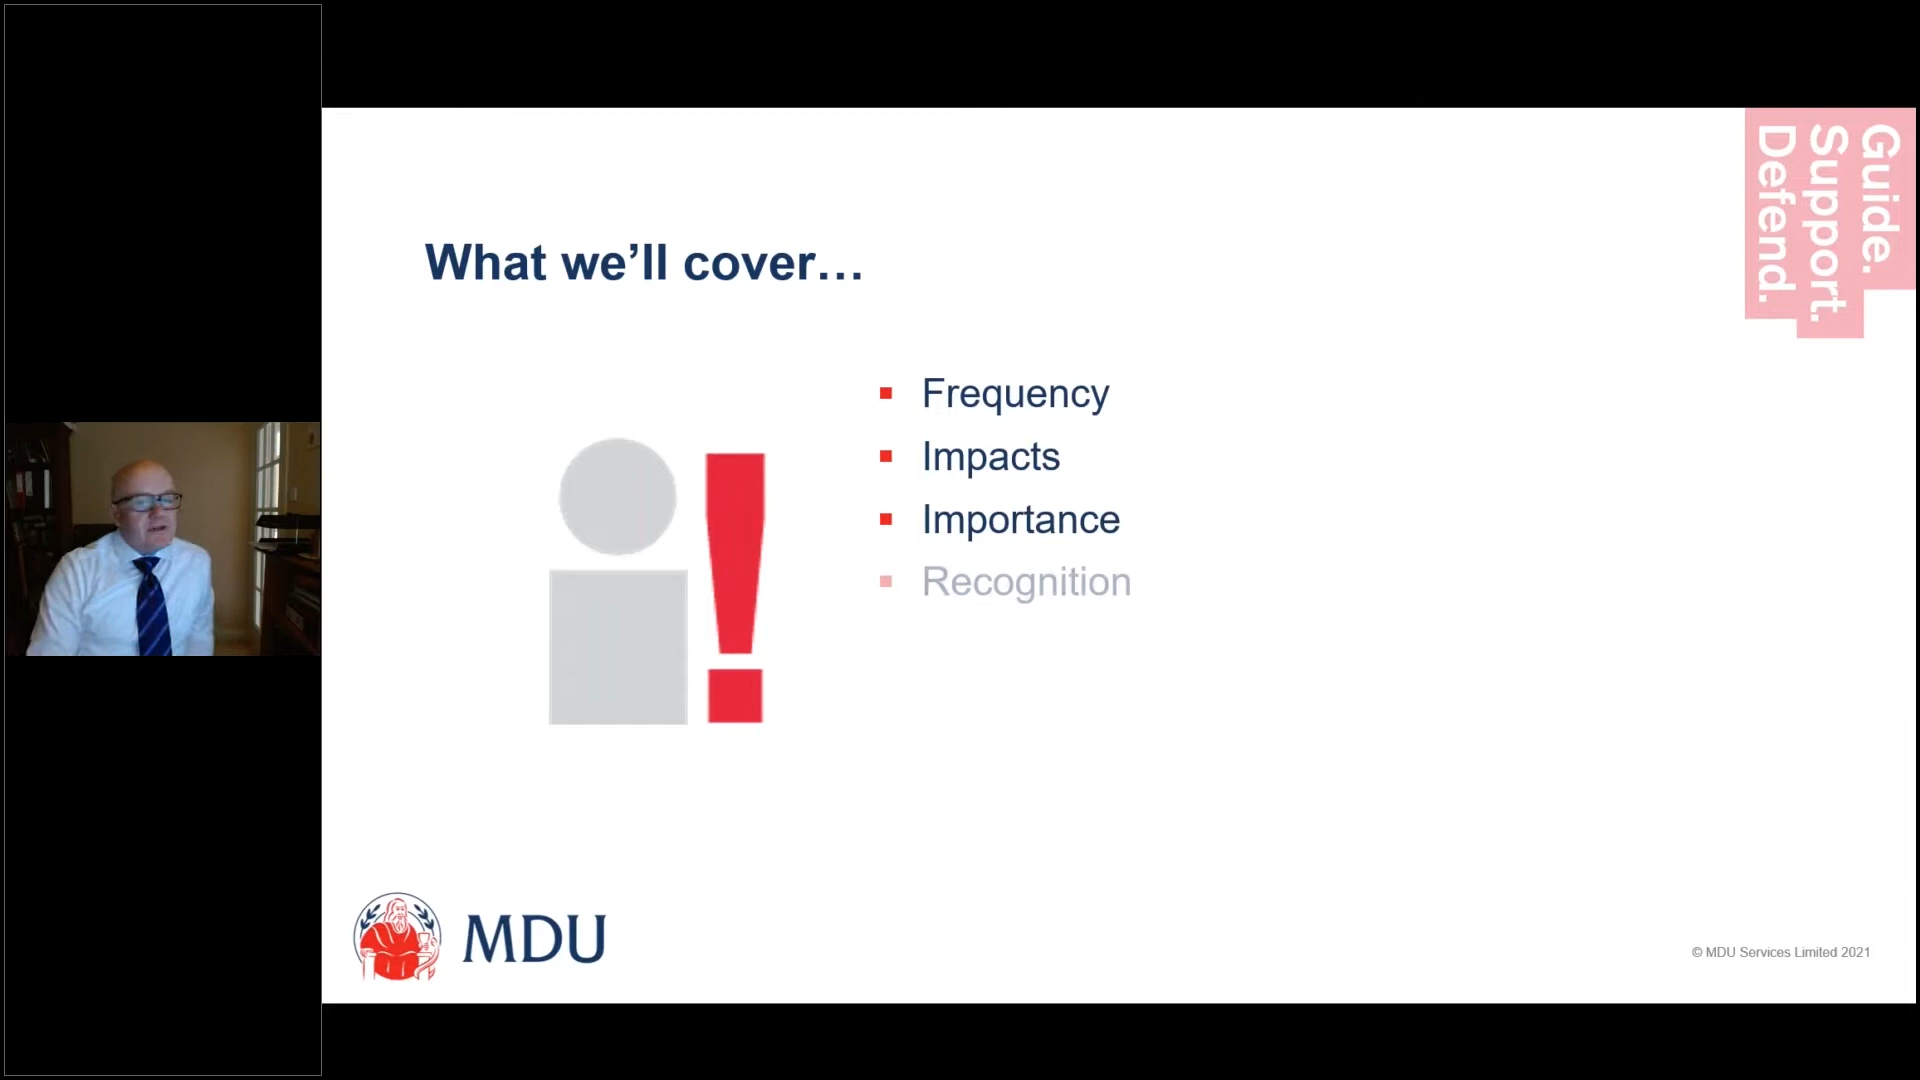 Guide.
Support.
Defend.
What we’ll cover…
Frequency
Impacts
Importance
Recognition
MDU
© MDU Services Limited 2021